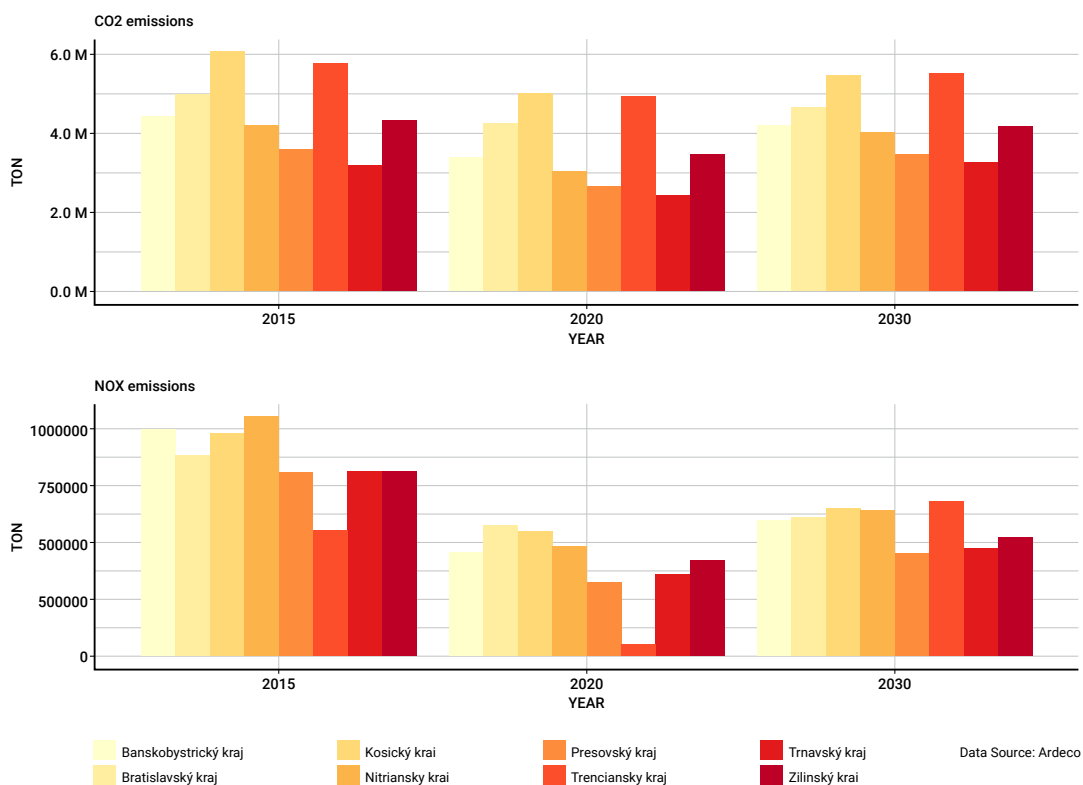 CO2 emissions
6.0 M
4.0 M
2.0 M
0.0 M
TON
2015
2020
2030
YEAR
NOX emissions
1000000
750000
500000
500000
0
TON
2015
2020
2030
YEAR
Banskobystrický kraj
Kosický krai
Presovský kraj
Trnavský kraj
Data Source: Ardeco
Bratislavský kraj
Nitriansky krai
Trenciansky kraj
Zilinský krai